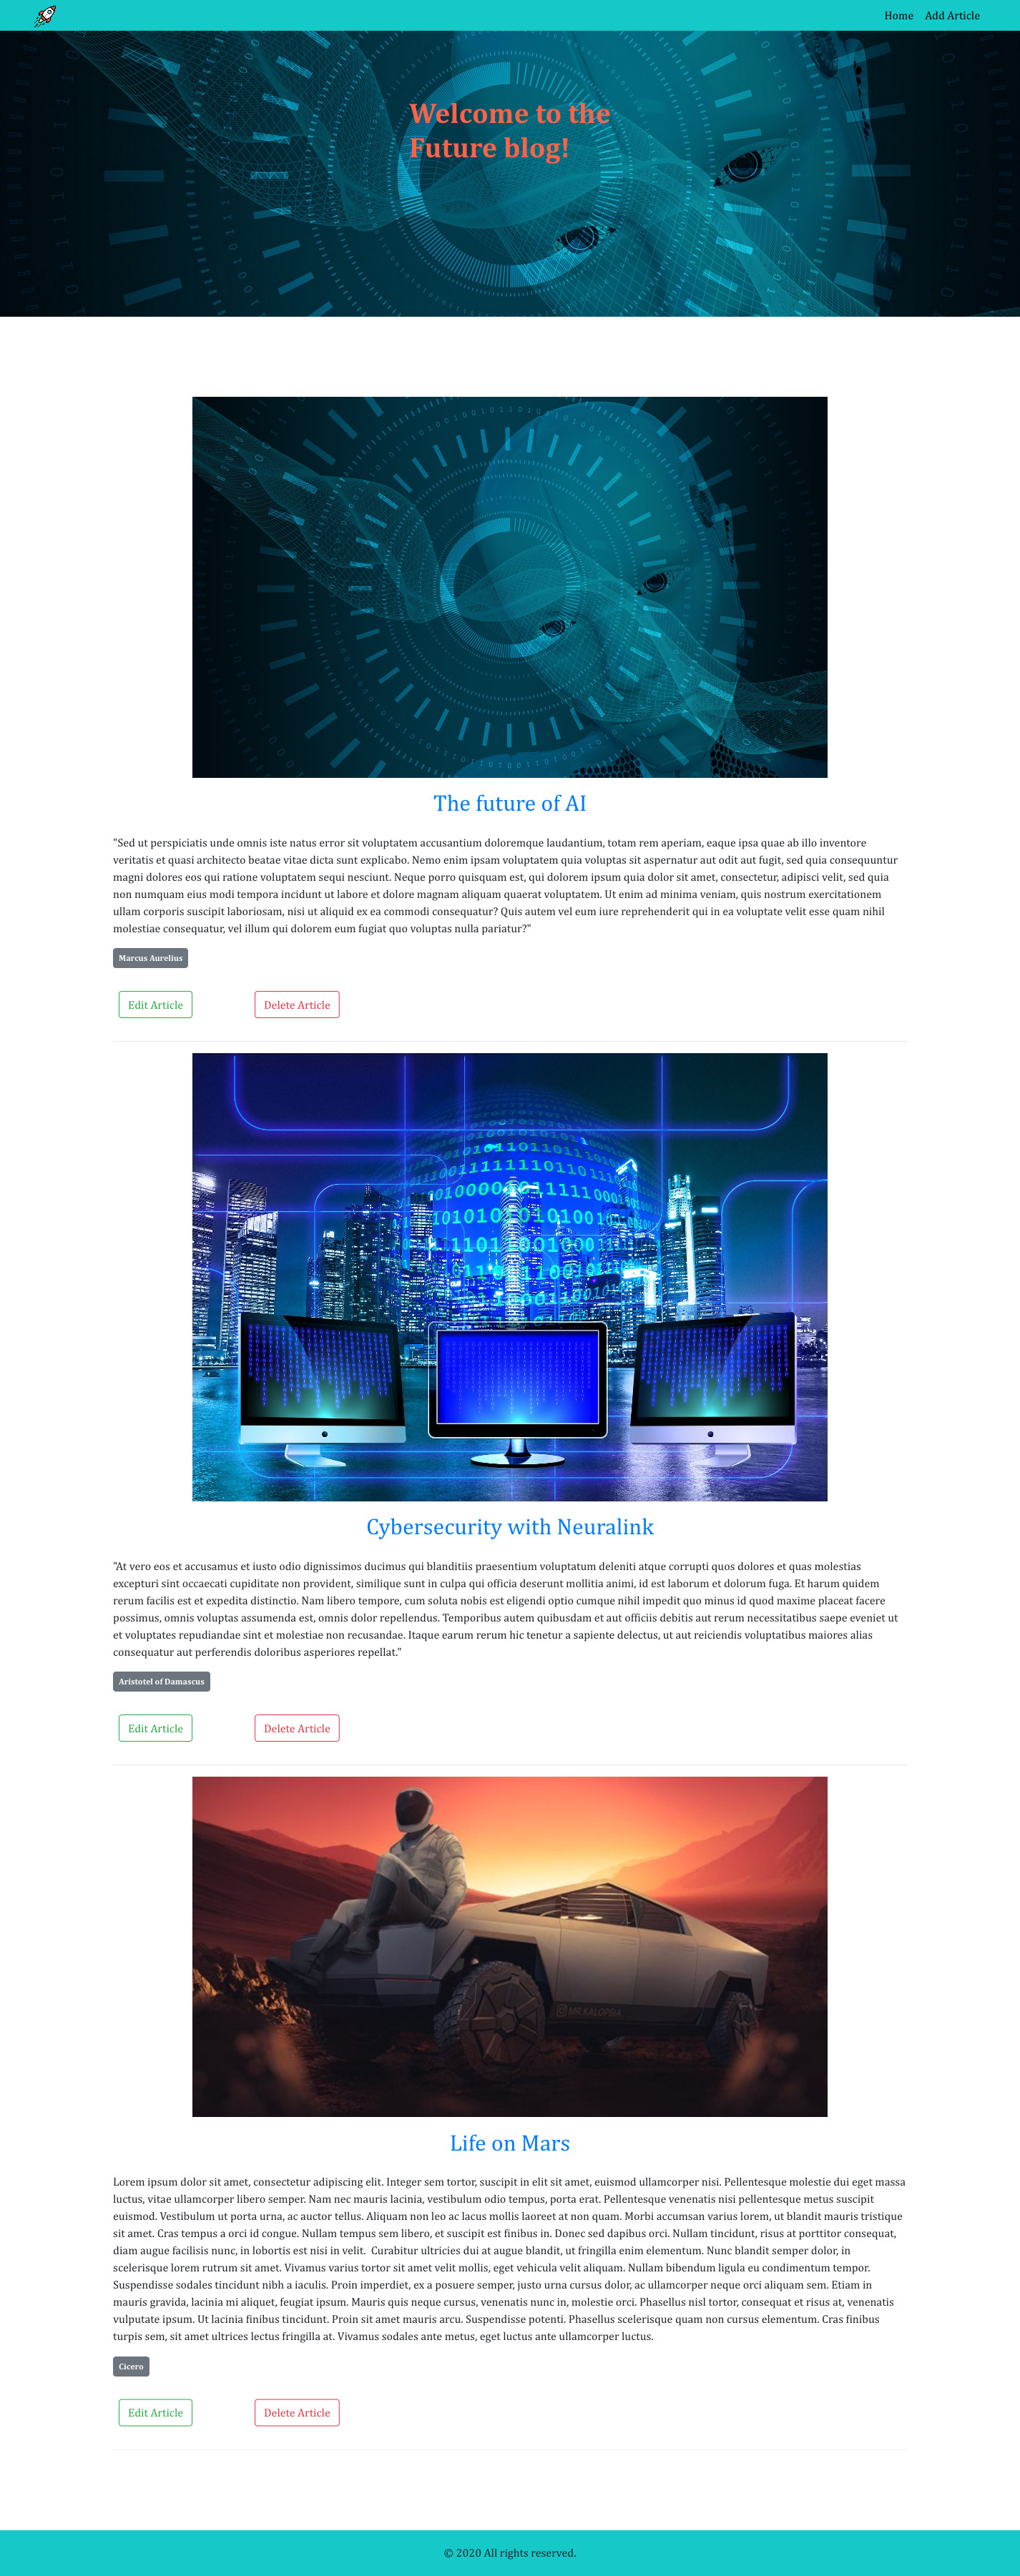 Home Add Article
Welcome to the
Future blog!
The future of AI
"Sed ut perspiciatis unde omnis iste natus error sit voluptatem accusantium doloremque laudantium, totam rem aperiam, eaque ipsa quae ab illo inventore
veritatis et quasi architecto beatae vitae dicta sunt explicabo. Nemo enim ipsam voluptatem quia voluptas sit aspernatur aut odit aut fugit, sed quia consequuntur
magni dolores eos qui ratione voluptatem sequi nesciunt. Neque porro quisquam est, qui dolorem ipsum quia dolor sit amet, consectetur, adipisci velit, sed quia
non numquam eius modi tempora incidunt ut labore et dolore magnam aliquam quaerat voluptatem. Ut enim ad minima veniam, quis nostrum exercitationem
ullam corporis suscipit laboriosam, nisi ut aliquid ex ea commodi consequatur? Quis autem vel eum iure reprehenderit qui in ea voluptate velit esse quam nihil
molestiae consequatur, vel illum qui dolorem eum fugiat quo voluptas nulla pariatur?"
Marcus Aurelius
Edit Article Delete Article
Cybersecurity with Neuralink
"At vero eos et accusamus et iusto odio dignissimos ducimus qui blanditiis praesentium voluptatum deleniti atque corrupti quos dolores et quas molestias
excepturi sint occaecati cupiditate non provident, similique sunt in culpa qui officia deserunt mollitia animi, id est laborum et dolorum fuga. Et harum quidem
rerum facilis est et expedita distinctio. Nam libero tempore, cum soluta nobis est eligendi optio cumque nihil impedit quo minus id quod maxime placeat facere
possimus, omnis voluptas assumenda est, omnis dolor repellendus. Temporibus autem quibusdam et aut officiis debitis aut rerum necessitatibus saepe eveniet ut
et voluptates repudiandae sint et molestiae non recusandae. Itaque earum rerum hic tenetur a sapiente delectus, ut aut reiciendis voluptatibus maiores alias
consequatur aut perferendis doloribus asperiores repellat."
Aristotel of Damascus
Edit Article Delete Article
MR.KALOPSIA
Life on Mars
Lorem ipsum dolor sit amet, consectetur adipiscing elit. Integer sem tortor, suscipit in elit sit amet, euismod ullamcorper nisi. Pellentesque molestie dui eget massa
luctus, vitae ullamcorper libero semper. Nam nec mauris lacinia, vestibulum odio tempus, porta erat. Pellentesque venenatis nisi pellentesque metus suscipit
euismod. Vestibulum ut porta urna, ac auctor tellus. Aliquam non leo ac lacus mollis laoreet at non quam. Morbi accumsan varius lorem, ut blandit mauris tristique
sit amet. Cras tempus a orci id congue. Nullam tempus sem libero, et suscipit est finibus in. Donec sed dapibus orci. Nullam tincidunt, risus at porttitor consequat,
diam augue facilisis nunc, in lobortis est nisi in velit.  Curabitur ultricies dui at augue blandit, ut fringilla enim elementum. Nunc blandit semper dolor, in
scelerisque lorem rutrum sit amet. Vivamus varius tortor sit amet velit mollis, eget vehicula velit aliquam. Nullam bibendum ligula eu condimentum tempor.
Suspendisse sodales tincidunt nibh a iaculis. Proin imperdiet, ex a posuere semper, justo urna cursus dolor, ac ullamcorper neque orci aliquam sem. Etiam in
mauris gravida, lacinia mi aliquet, feugiat ipsum. Mauris quis neque cursus, venenatis nunc in, molestie orci. Phasellus nisl tortor, consequat et risus at, venenatis
vulputate ipsum. Ut lacinia finibus tincidunt. Proin sit amet mauris arcu. Suspendisse potenti. Phasellus scelerisque quam non cursus elementum. Cras finibus
turpis sem, sit amet ultrices lectus fringilla at. Vivamus sodales ante metus, eget luctus ante ullamcorper luctus.
Cicero
Edit Article Delete Article
© 2020 All rights reserved.